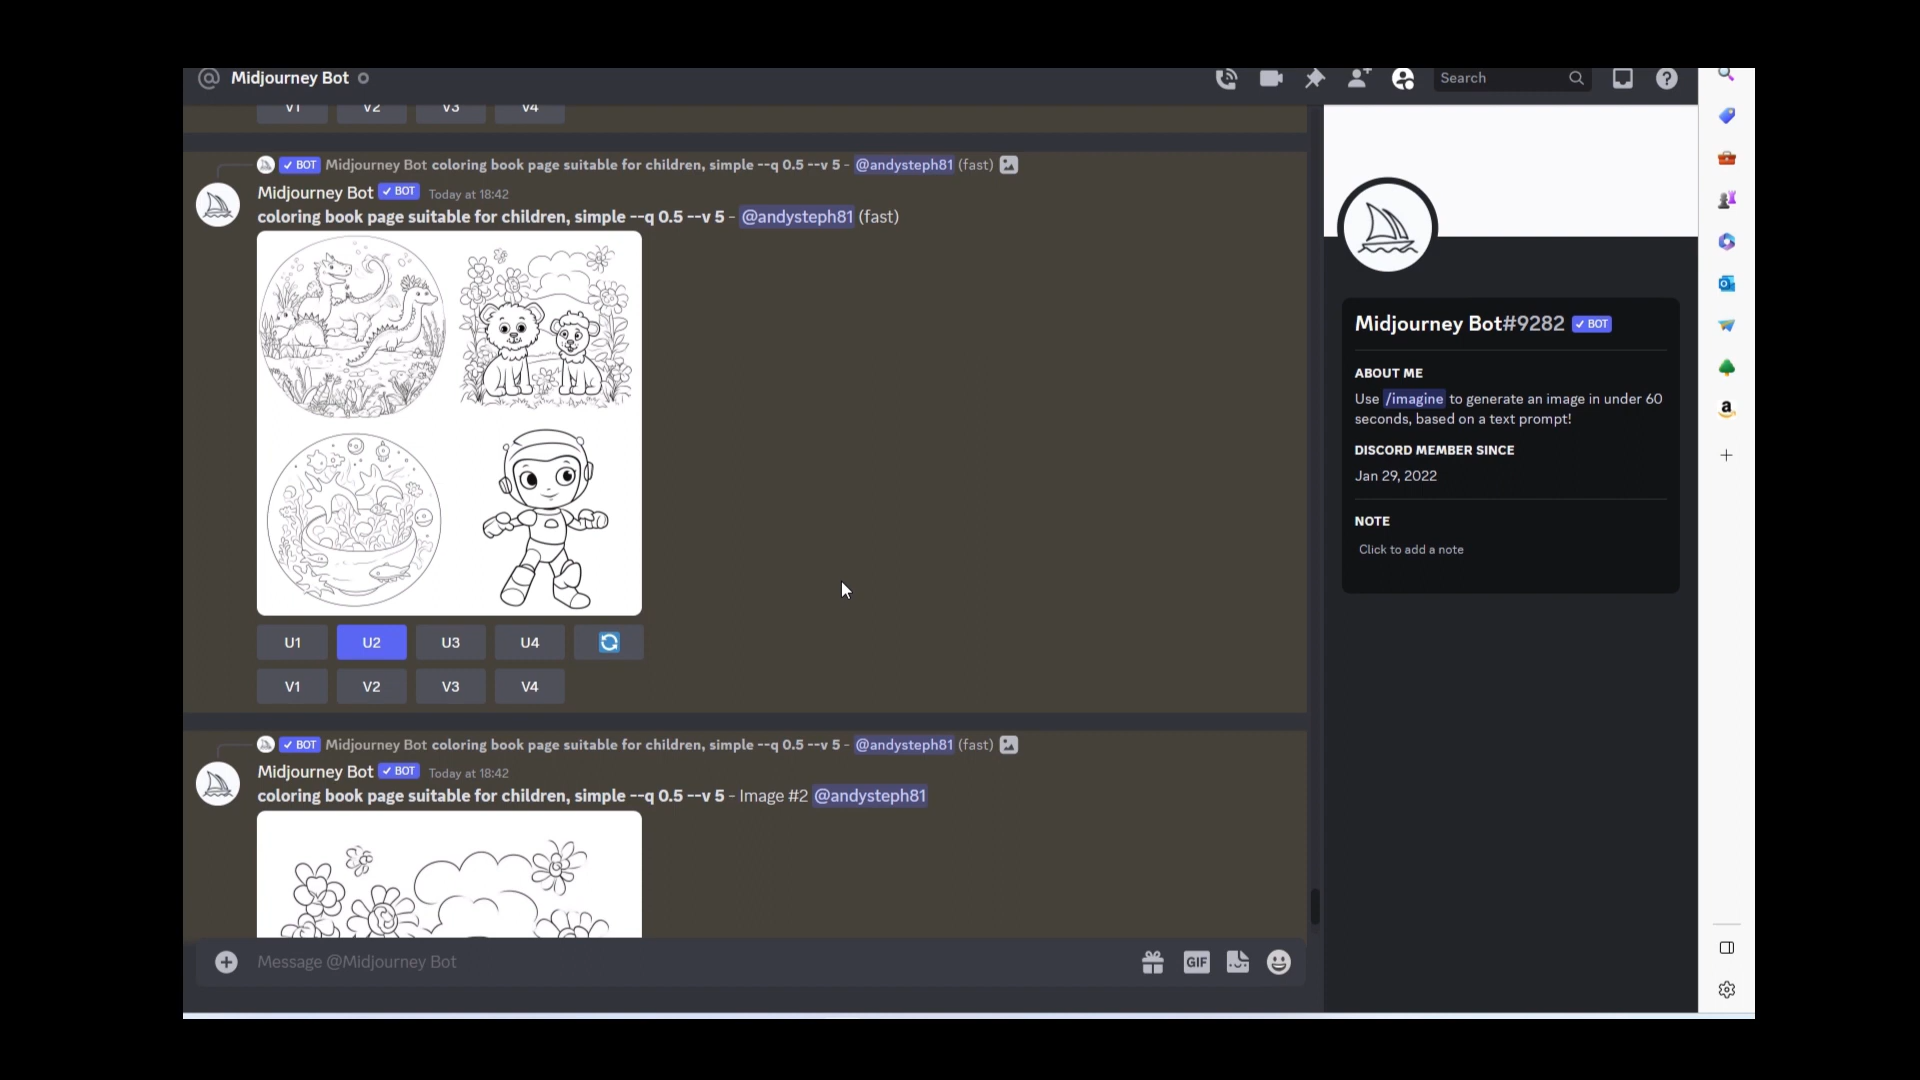 Midjourney Bot
Search
V1 V2 V3 V4
BOT Midjourney Bot coloring book page suitable for children, simple --q 0.5 --v 5 - @andysteph81 (fast)
Midjourney Bot BOT Today at 18:42
coloring book page suitable for children, simple --q 0.5 --v 5 - @andysteph81 (fast)
U1 U2 U3 U4
V1 V2 V3 V4
BOT Midjourney Bot coloring book page suitable for children, simple --q 0.5 --v 5 - @andysteph81 (fast)
Midjourney Bot BOT Today at 18:42
coloring book page suitable for children, simple --q 0.5 --v 5 - Image #2 @andysteph81
Message @Midjourney Bot
GIF
Midjourney Bot#9282 BOT
ABOUT ME
Use /imagine to generate an image in under 60
seconds, based on a text prompt!
DISCORD MEMBER SINCE
Jan 29, 2022
NOTE
Click to add a note